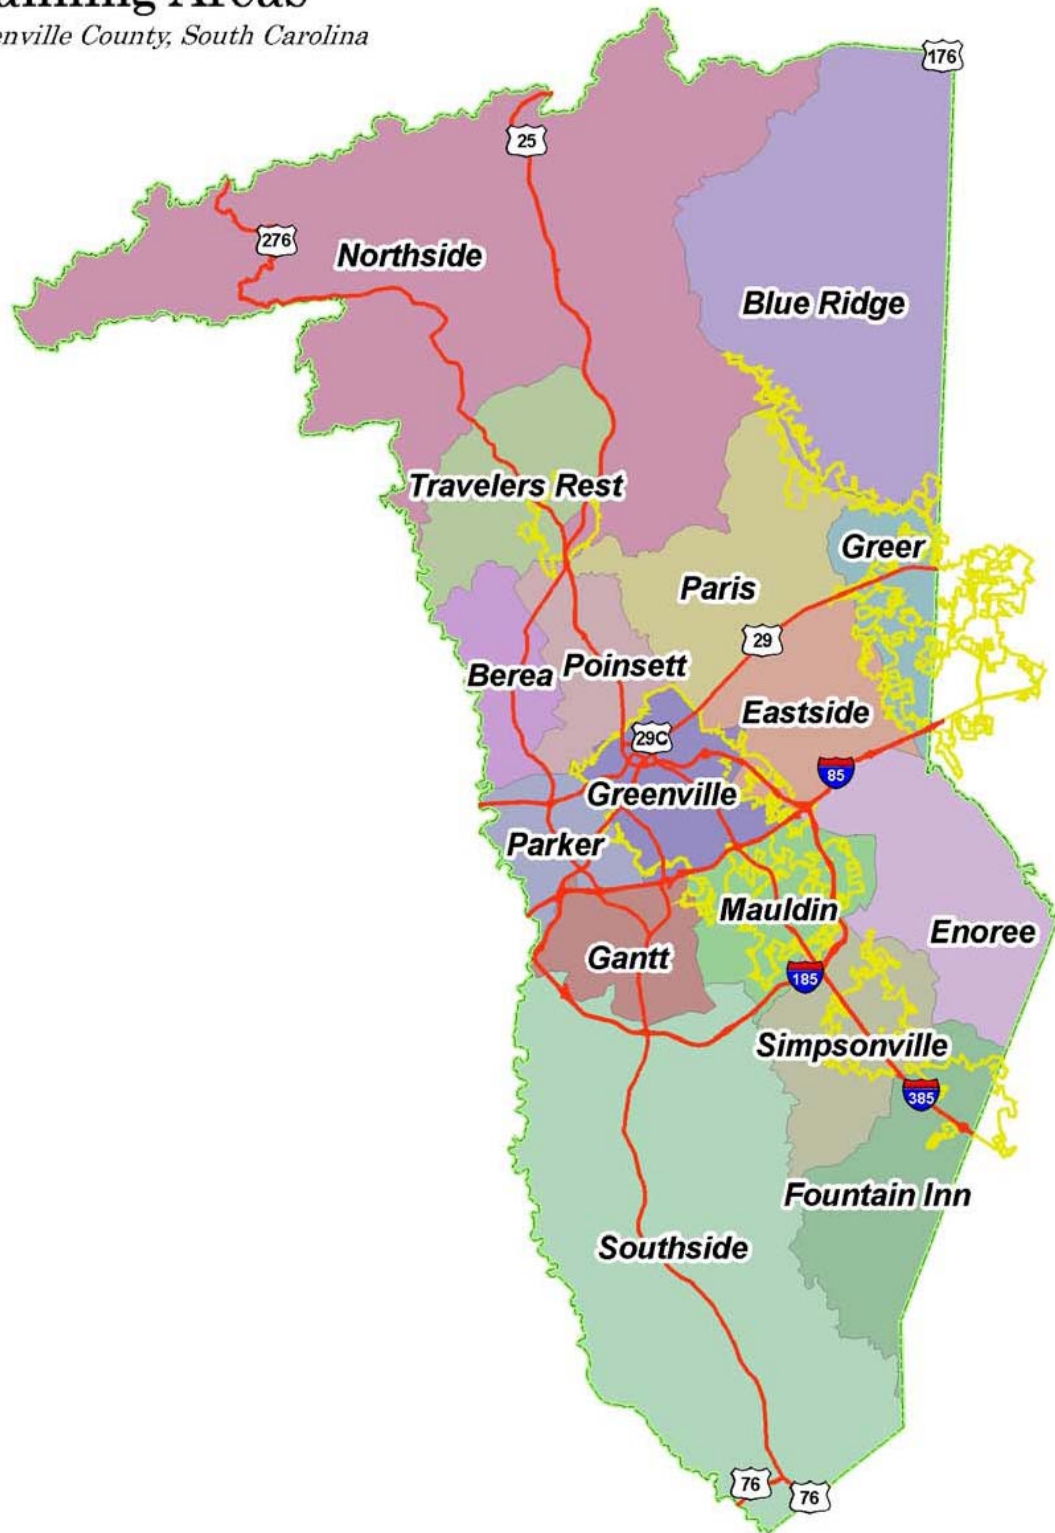 enville County, South Carolina
176
25
276
Northside
Blue Ridge
Travelers Rest
Greer
Paris
29
Poinsett
Berea
Eastside
29C
85
Greenville
Parker
Mauldin
Enoree
Gantt
185
Simpsonville
385
Fountain Inn
Southside
76
76